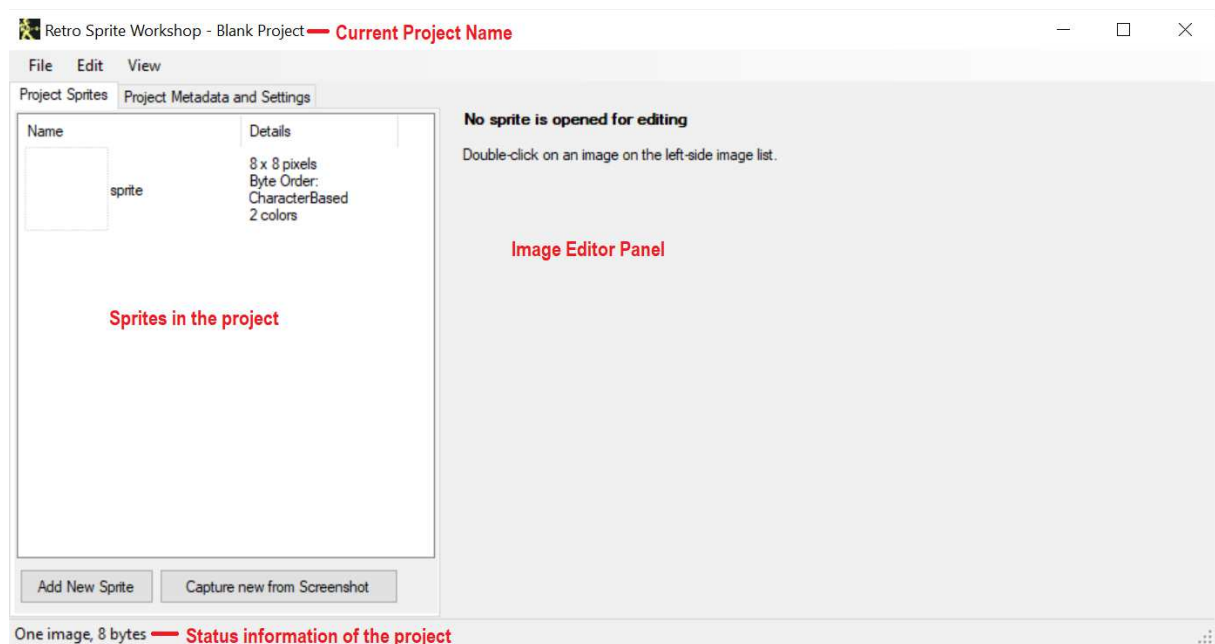 Retro Sprite Workshop - Blank Project Current Project Name
File Edit View
Project Sprites Project Metadata and Settings
Name Details
sprite
8 x 8 pixels
Byte Order:
CharacterBased
2 colors
Sprites in the project
Add New Sprite Capture new from Screenshot
No sprite is opened for editing
Double-click on an image on the left-side image list.
Image Editor Panel
One image, 8 bytes Status information of the project